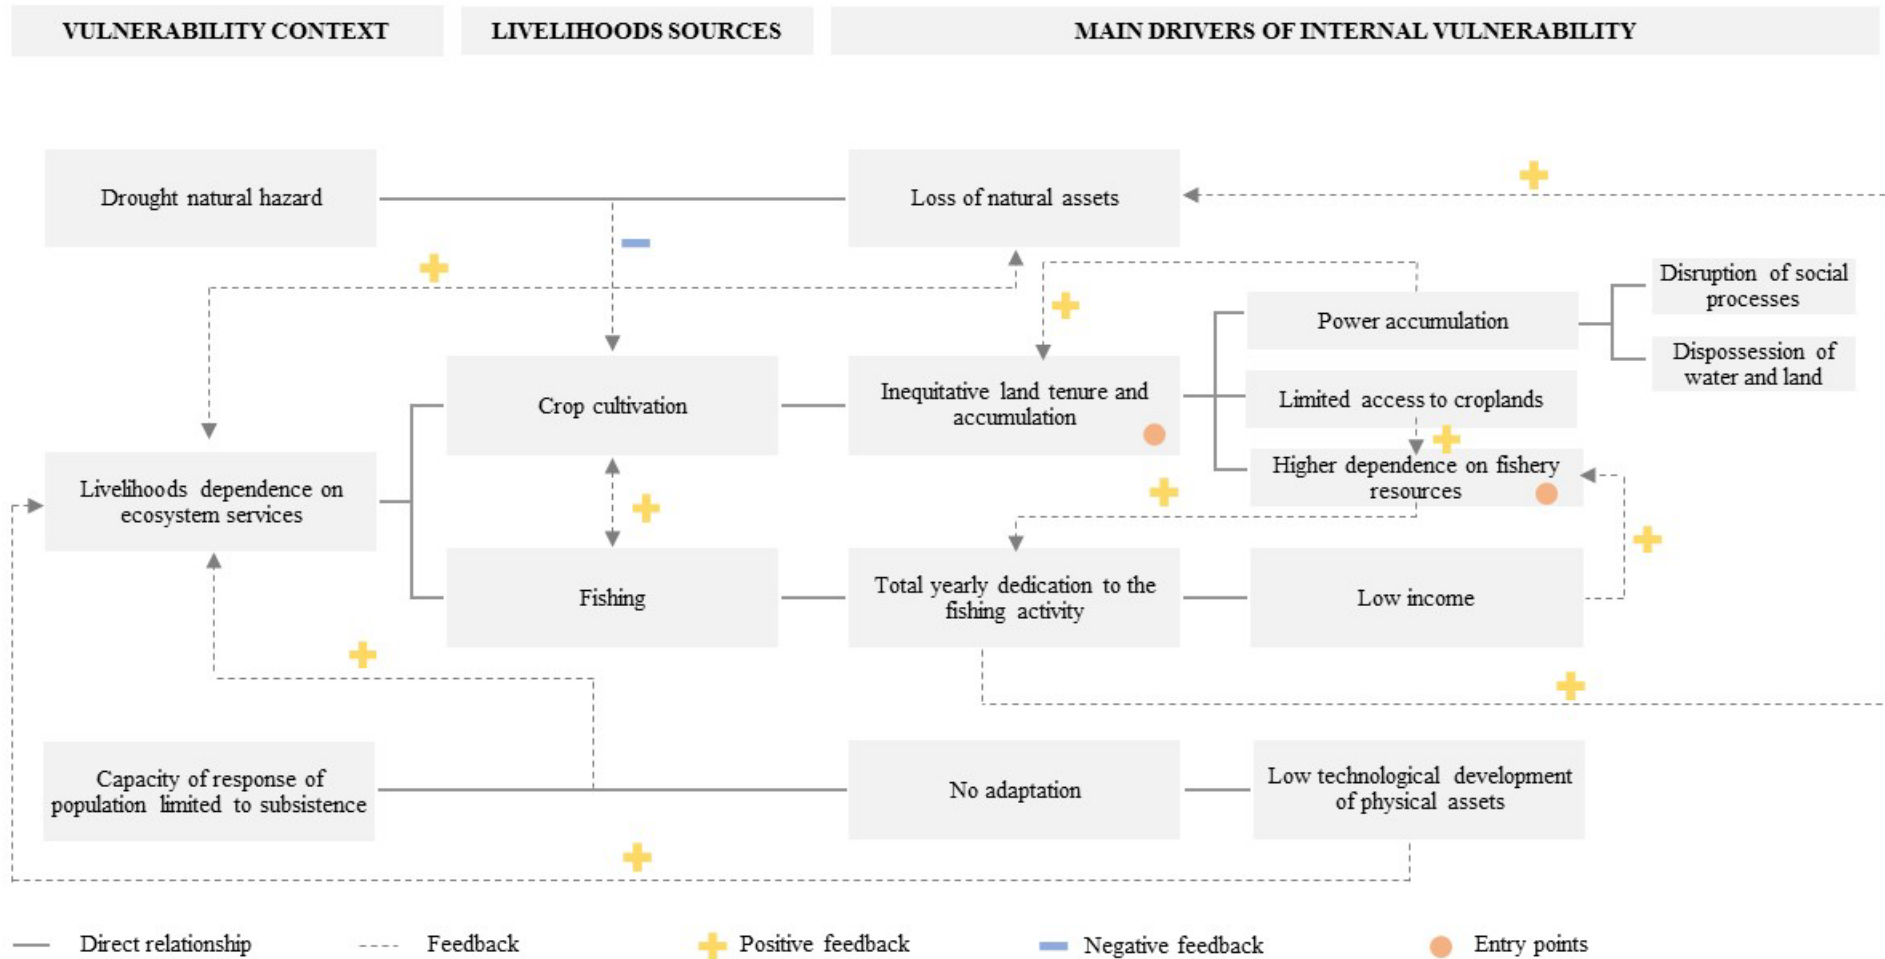 VULNERABILITY CONTEXT
LIVELIHOODS SOURCES
MAIN DRIVERS OF INTERNAL VULNERABILITY
Drought natural hazard
Loss of natural assets
Disruption of social
processes
Power accumulation
Dispossession of
water and land
Crop cultivation
Inequitative land tenure and
accumulation
Limited access to croplands
Higher dependence on fishery
resources
Livelihoods dependence on
ecosystem services
Fishing
Total yearly dedication to the
fishing activity
Low income
Capacity of response of
population limited to subsistence
No adaptation
Low technological development
of physical assets
Direct relationship
Feedback
Positive feedback
Negative feedback
Entry points